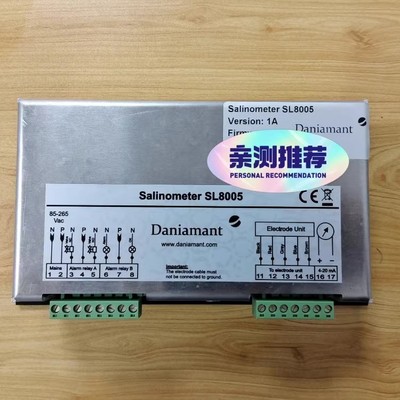 Salinometer SL8005
Version: 1A
Daniamant
亲测推荐
PERSONAL RECOMMENDATION
Salinometer SL8005
CE
85-265
Vac
N P N P N P
Daniamant
www.daniamant.com
Electrode Unit
Mains Alarm relay A Alarm relay B
1 2 3 4 5 6 7 8
Important:
The electrode cable must
not be connected to ground.
To electrode unit 4-20 mA
11 12 13 14 15 16 17